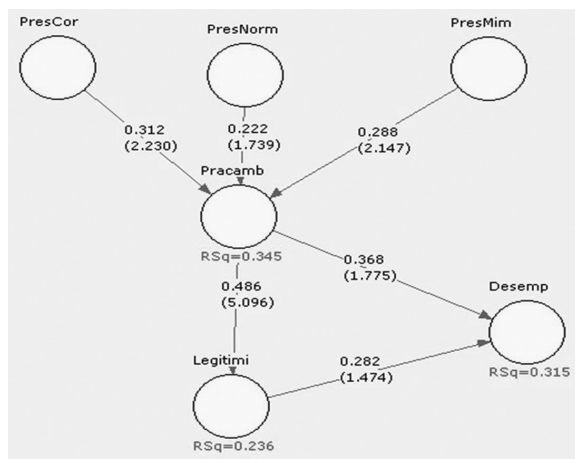 PresCor
PresNorm
PresMim
0.312
(2.230)
0.222
(1.739)
0.288
(2.147)
Pracamb
RSq=0.345
0.368
(1.775)
0.486
(5.096)
Desemp
RSq=0.315
Legitimi
0.282
(1.474)
RSq=0.236